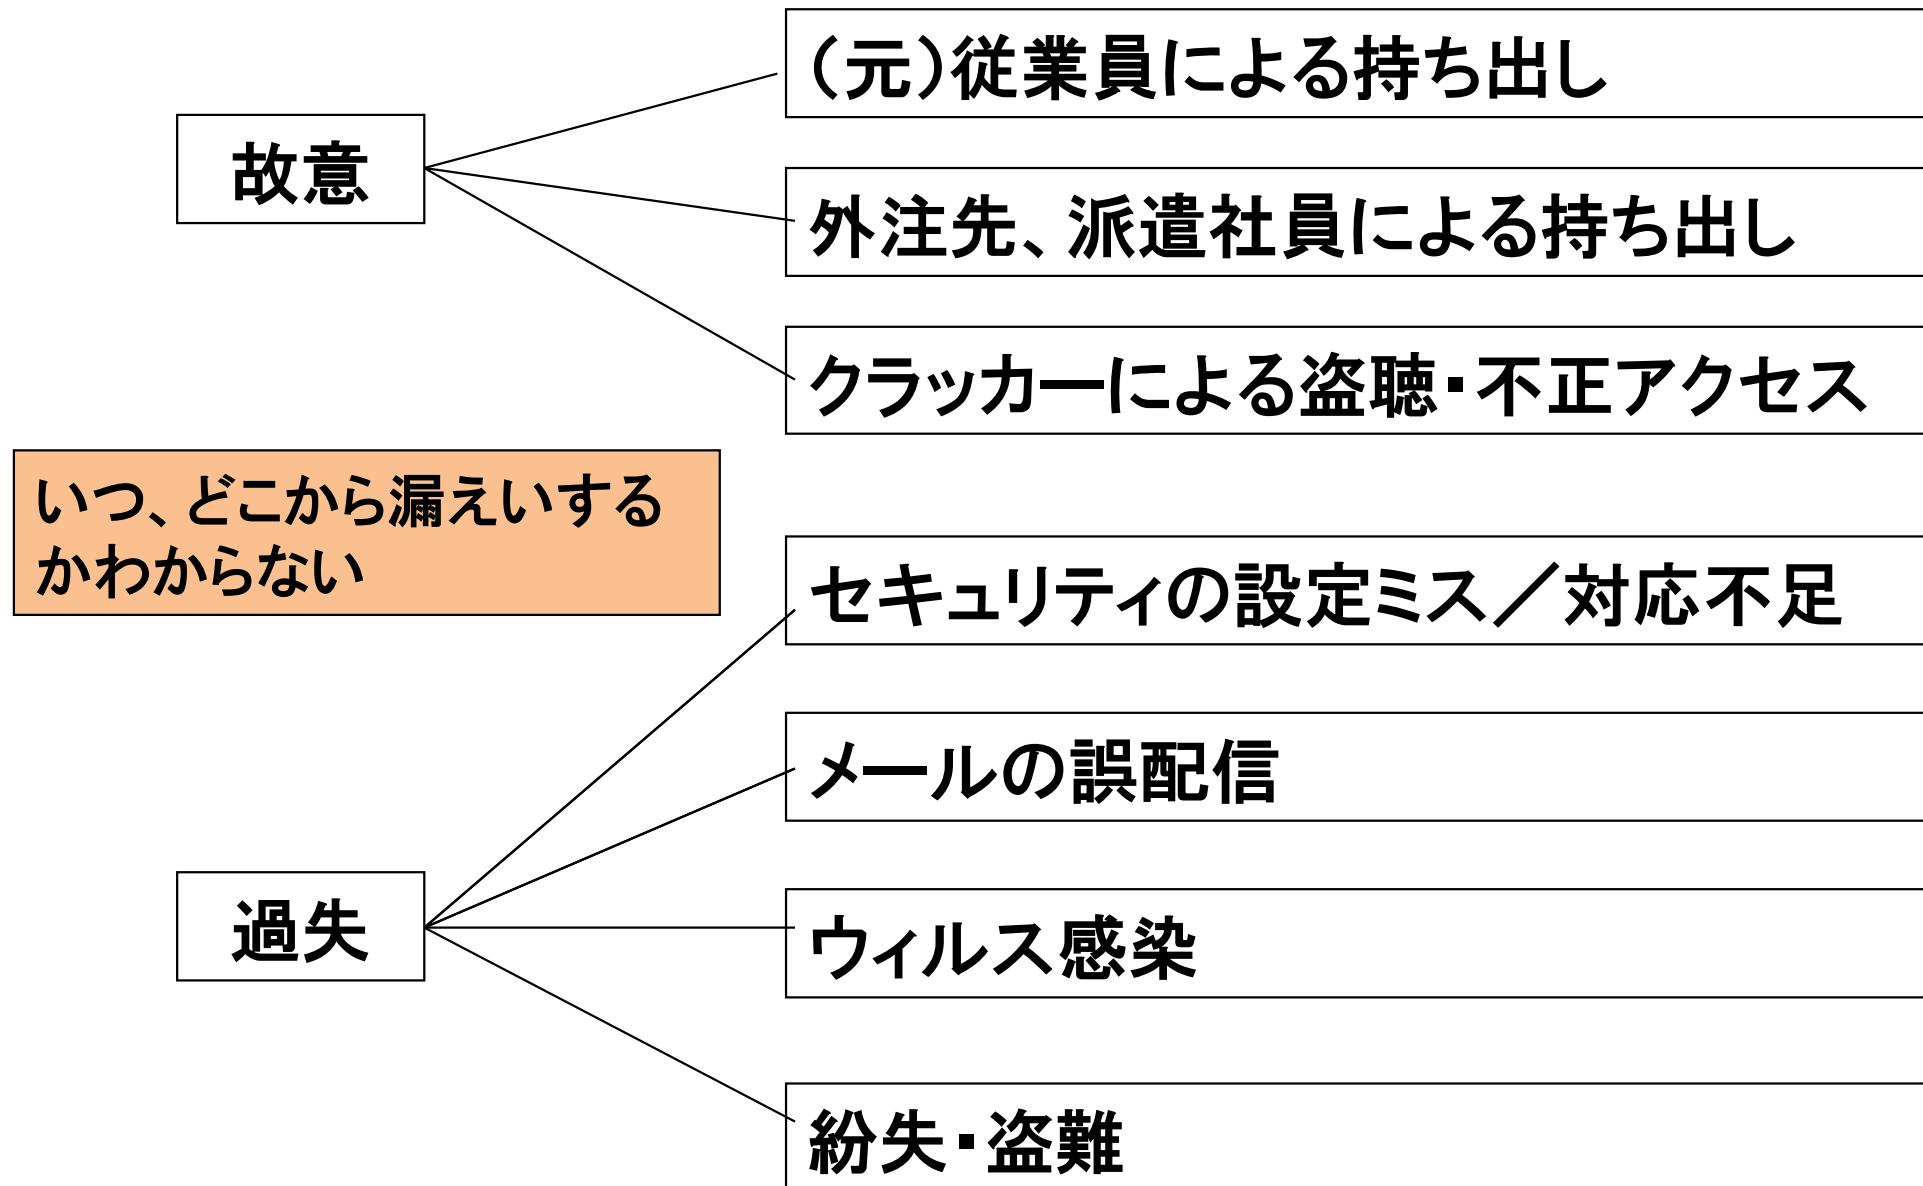 （元）従業員による持ち出し
故意
外注先、派遣社員による持ち出し
クラッカーによる盗聴・不正アクセス
いつ、どこから漏えいする
かわからない
セキュリティの設定ミス／対応不足
メールの誤配信
過失
ウィルス感染
紛失・盗難